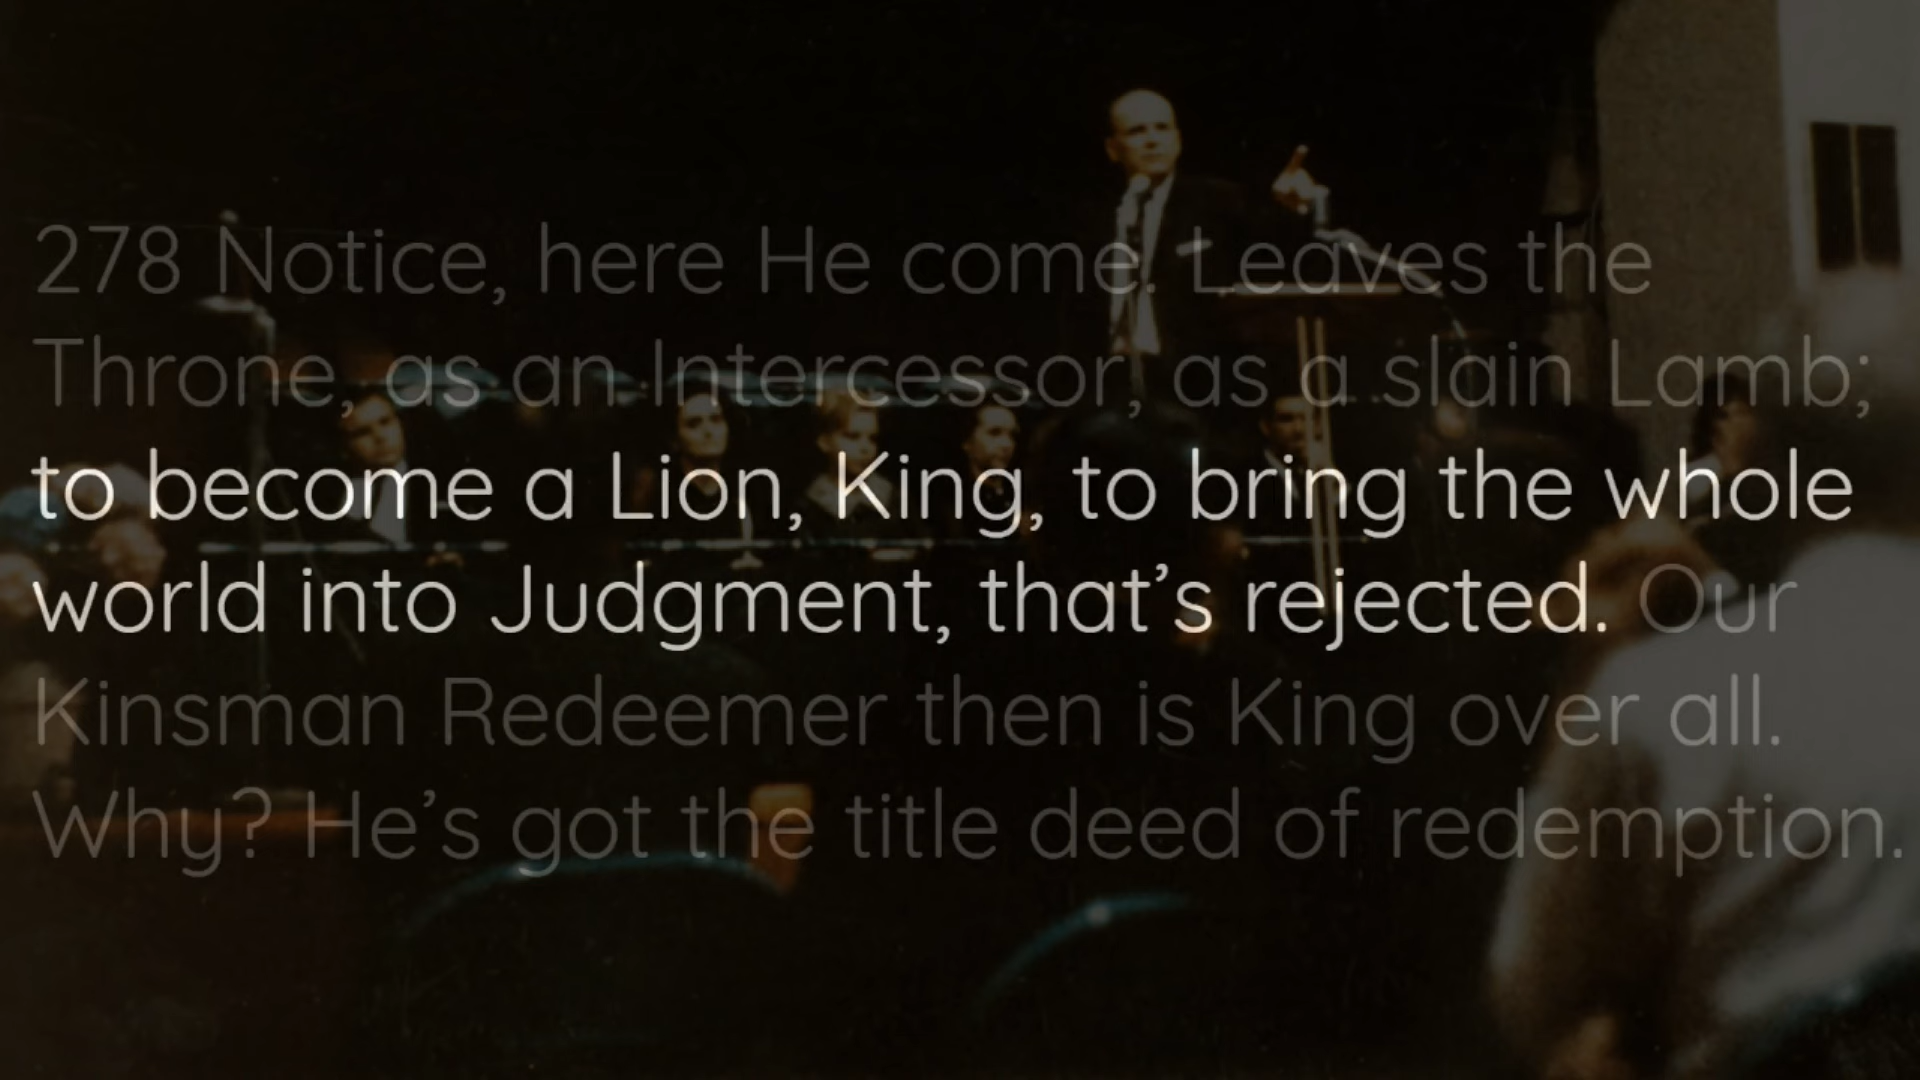 278 Notice, here He come. Leaves the
Throne, as an Intercessor, as a slain Lamb;
to become a Lion, King, to bring the whole
world into Judgment, that’s rejected. Our
Kinsman Redeemer then is King over all.
Why? He’s got the title deed of redemption.